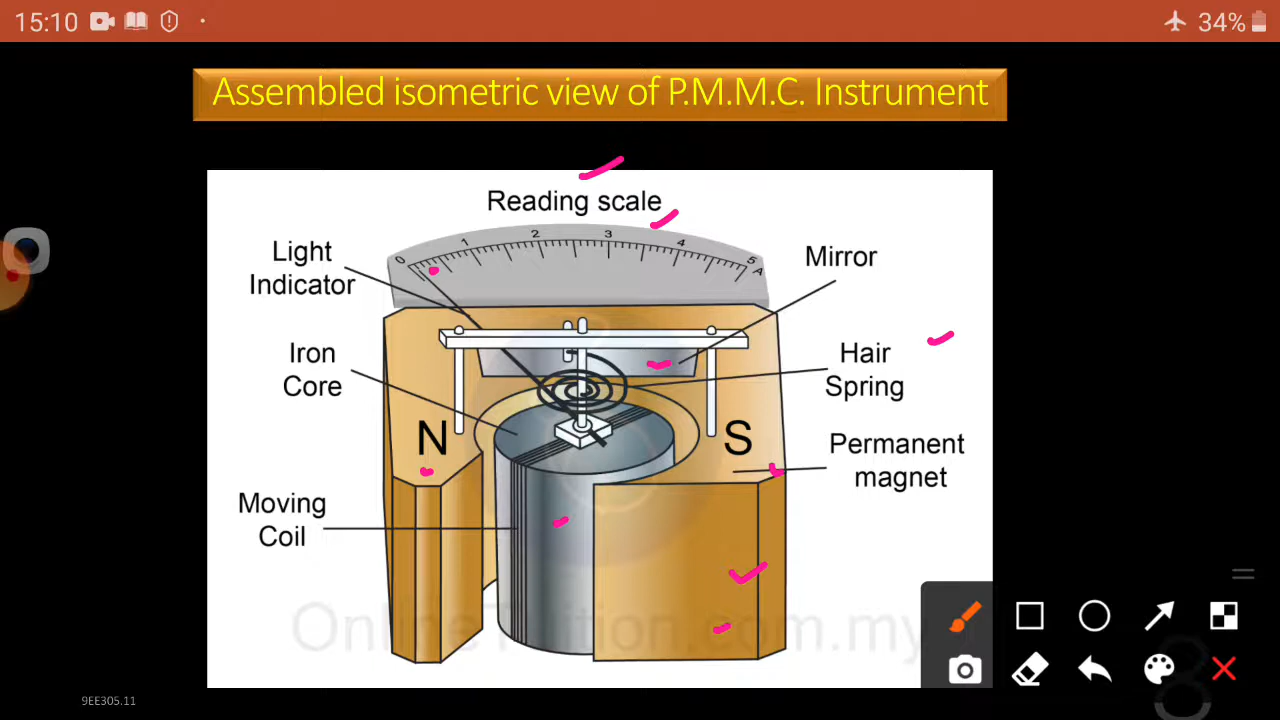 15:10
34%
Assembled isometric view of P.M.M.C. Instrument
Reading scale
0 1 2 3 4 5 A
Light
Indicator
Mirror
Iron
Core
Hair
Spring
N
S
Permanent
magnet
Moving
Coil
OnlineTuition.com.my
9EE305.11